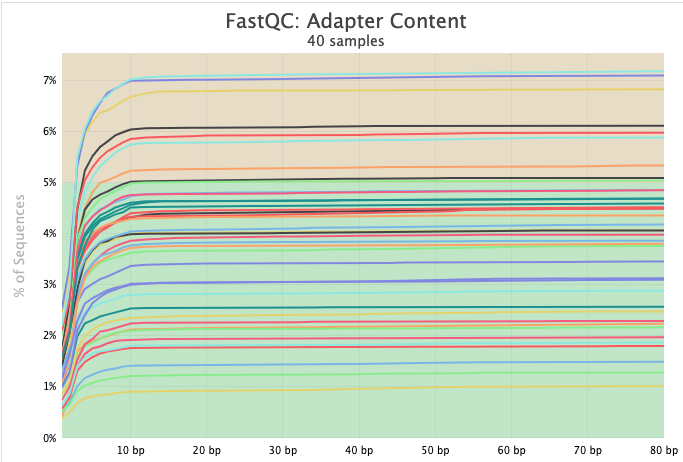 FastQC: Adapter Content
40 samples
% of Sequences
7%
6%
5%
4%
3%
2%
1%
0%
10 bp 20 bp 30 bp 40 bp 50 bp 60 bp 70 bp 80 bp